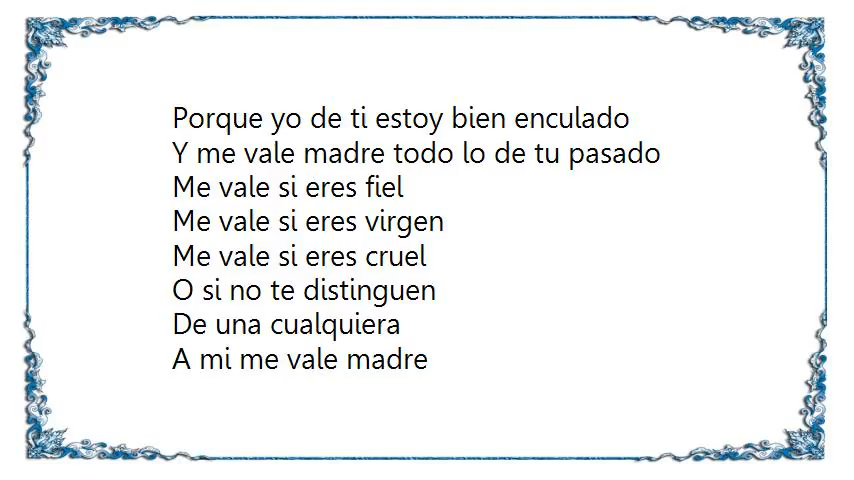 Porque yo de ti estoy bien enculado
Y me vale madre todo lo de tu pasado
Me vale si eres fiel
Me vale si eres virgen
Me vale si eres cruel
O si no te distinguen
De una cualquiera
A mi me vale madre